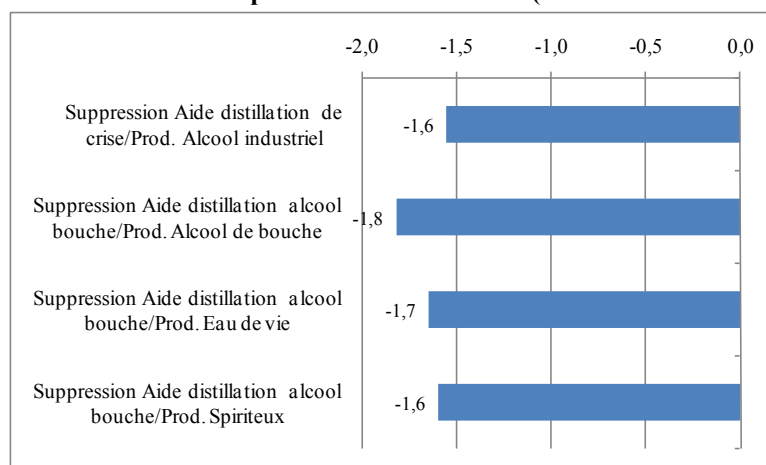 -2,0 -1,5 -1,0 -0,5 0,0
Suppression Aide distillation de
crise/Prod. Alcool industriel
-1,6
Suppression Aide distillation alcool
bouche/Prod. Alcool de bouche
-1,8
Suppression Aide distillation alcool
bouche/Prod. Eau de vie
-1,7
Suppression Aide distillation alcool
bouche/Prod. Spiriteux
-1,6